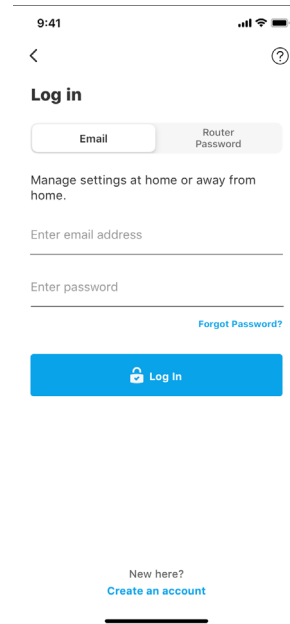 9:41
?
Log in
Email
Router
Password
Manage settings at home or away from
home.
Enter email address
Enter password
Forgot Password?
Log In
New here?
Create an account